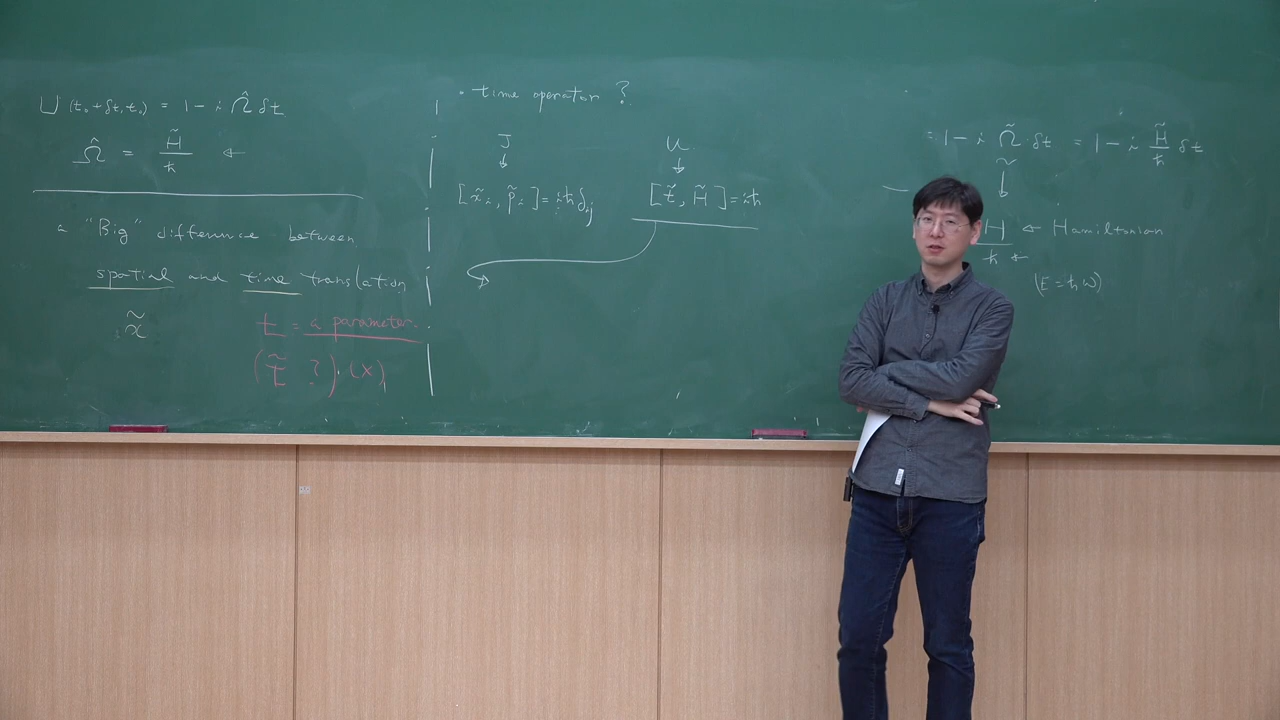 U(t₀+δt, t₀) = 1 - i Ω̂ δt
Ω̂ = H̃/ħ ←
a "Big" difference between
spatial and time translation
x̃
t = a parameter.
(t̃ ?) (x)
· time operator ?
J U
↓ ↓
[x̃ᵢ, p̃ᵢ] = iħδᵢⱼ [t̃, H̃] = iħ
= 1 - i Ω̃ · δt = 1 - i H̃/ħ δt
H/ħ ← Hamiltonian
←
(E = ħω)